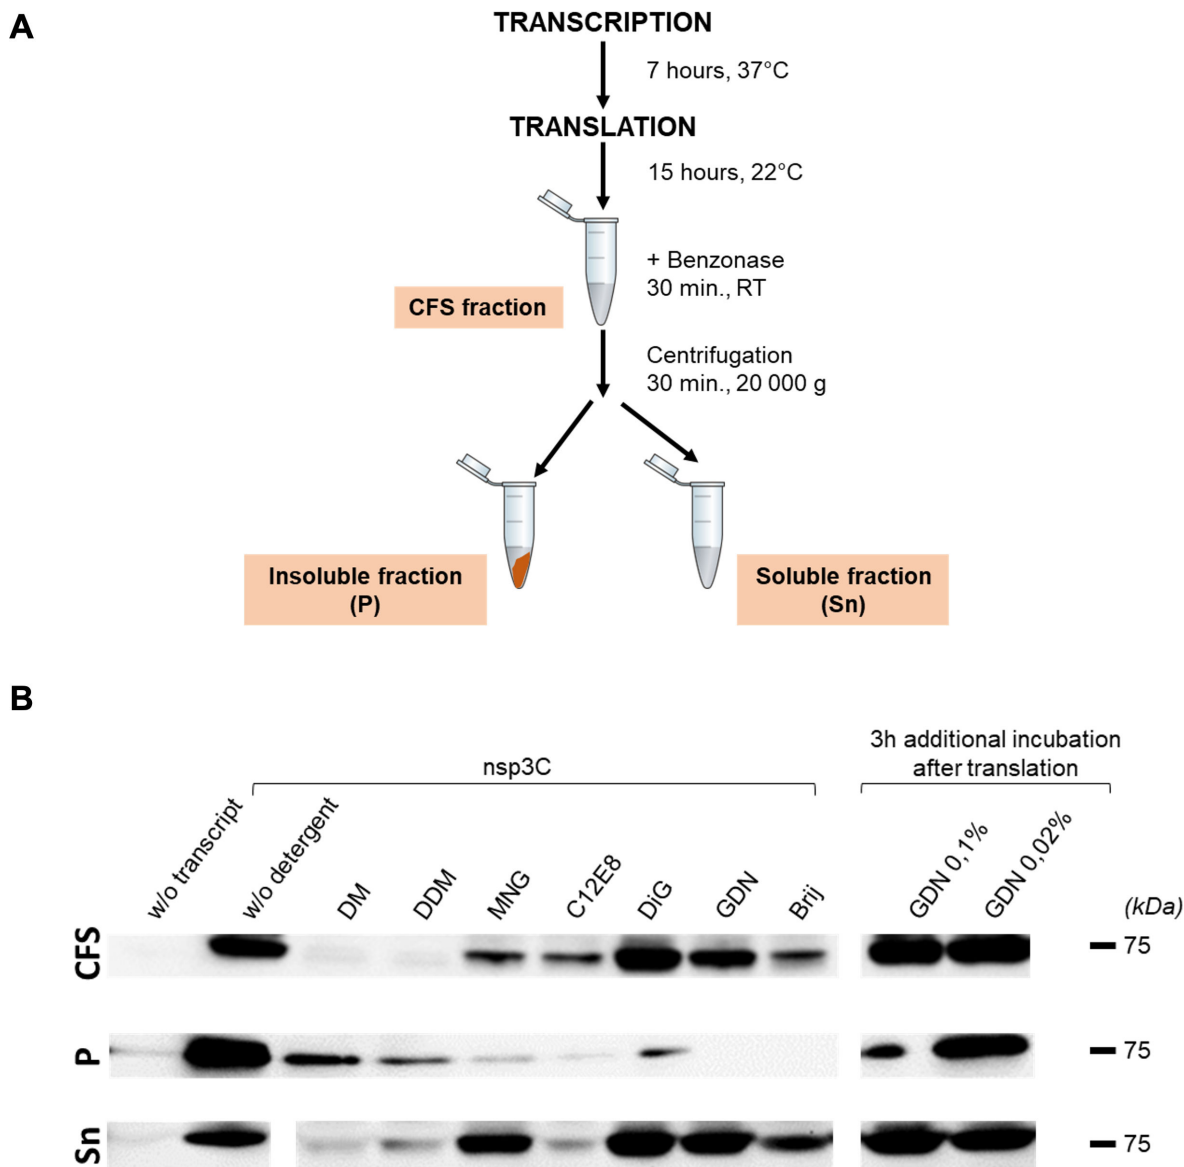 A
TRANSCRIPTION
7 hours, 37°C
TRANSLATION
15 hours, 22°C
+ Benzonase
30 min., RT
CFS fraction
Centrifugation
30 min., 20 000 g
Insoluble fraction
(P)
Soluble fraction
(Sn)
B
nsp3C
3h additional incubation
after translation
w/o transcript
w/o detergent
DM
DDM
MNG
C12E8
DiG
GDN
Brij
GDN 0,1%
GDN 0,02%
(kDa)
CFS
75
P
75
Sn
75